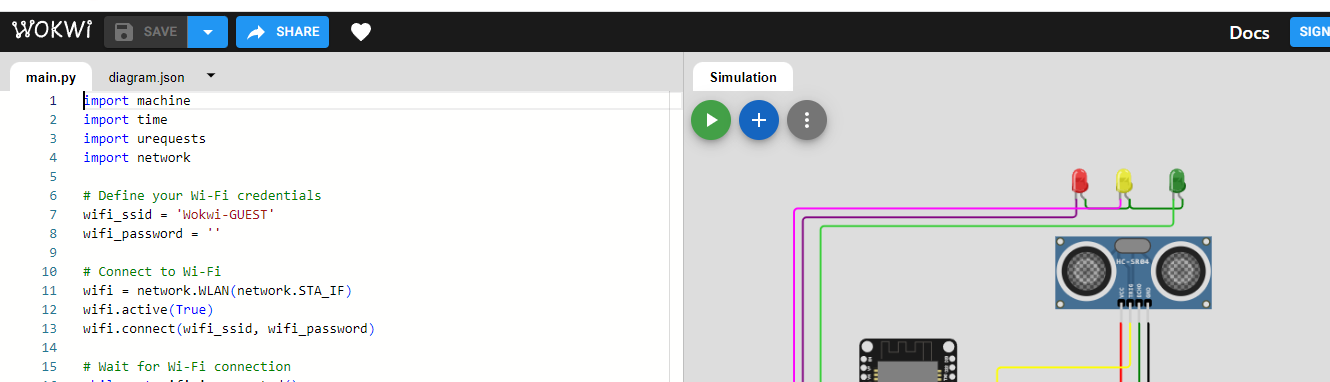 WOKWi SAVE SHARE Docs SIGN
main.py diagram.json Simulation
1 import machine
2 import time
3 import urequests
4 import network
5
6 # Define your Wi-Fi credentials
7 wifi_ssid = 'Wokwi-GUEST'
8 wifi_password = ''
9
10 # Connect to Wi-Fi
11 wifi = network.WLAN(network.STA_IF)
12 wifi.active(True)
13 wifi.connect(wifi_ssid, wifi_password)
14
15 # Wait for Wi-Fi connection
HC-SR04
VCC
TRIG
ECHO
GND